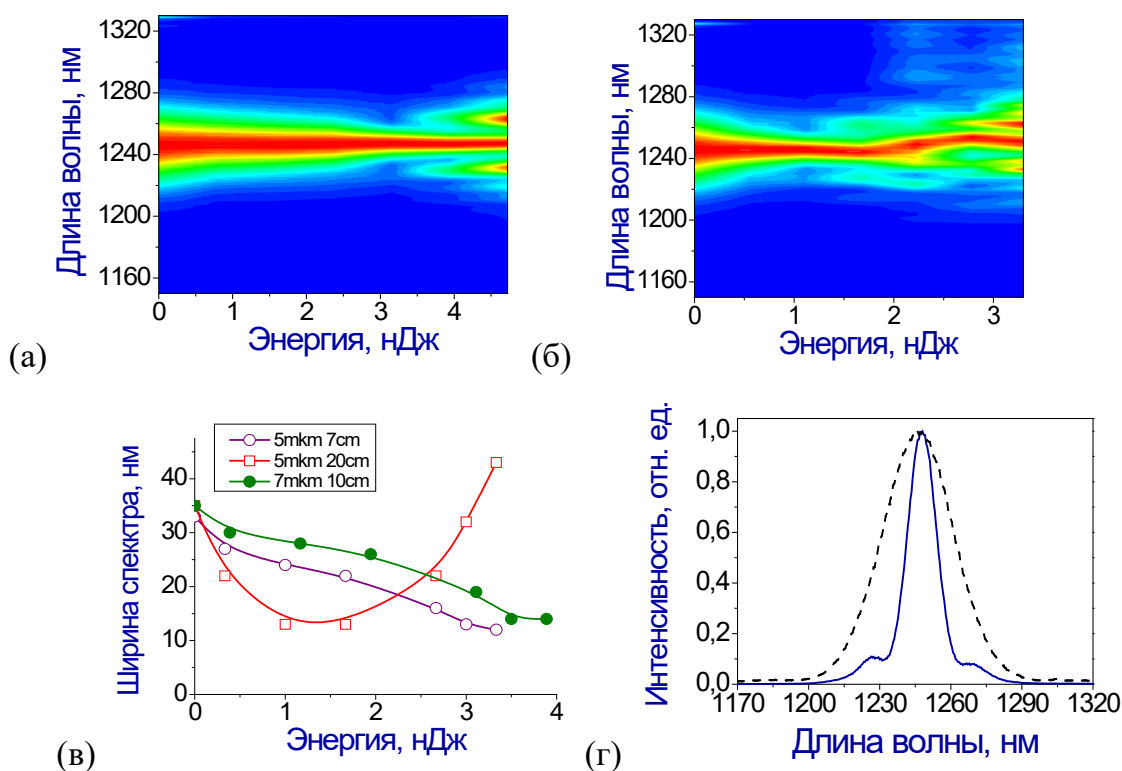 Длина волны, нм
1320
1280
1240
1200
1160
0 1 2 3 4
Энергия, нДж
(а)
Длина волны, нм
1320
1280
1240
1200
1160
0 1 2 3
Энергия, нДж
(б)
Ширина спекктра, нм
40
30
20
10
0
5mkm 7cm
5mkm 20cm
7mkm 10cm
0 1 2 3 4
Энергия, нДж
(в)
Интенсивность, отн. ед.
1,0
0,8
0,6
0,4
0,2
0,0
1170 1200 1230 1260 1290 1320
Длина волны, нм
(г)